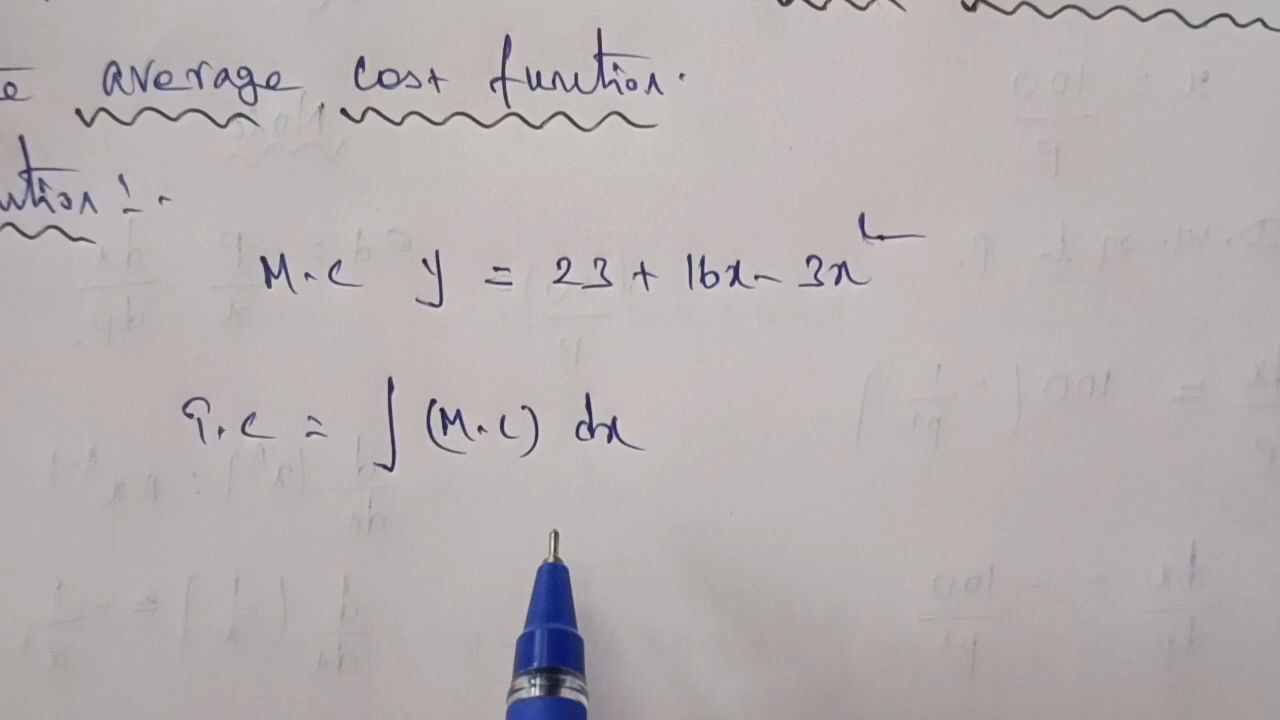 average cost function.
M.C y = 23 + 16x - 3x²
T.C = ∫ (M.C) dx